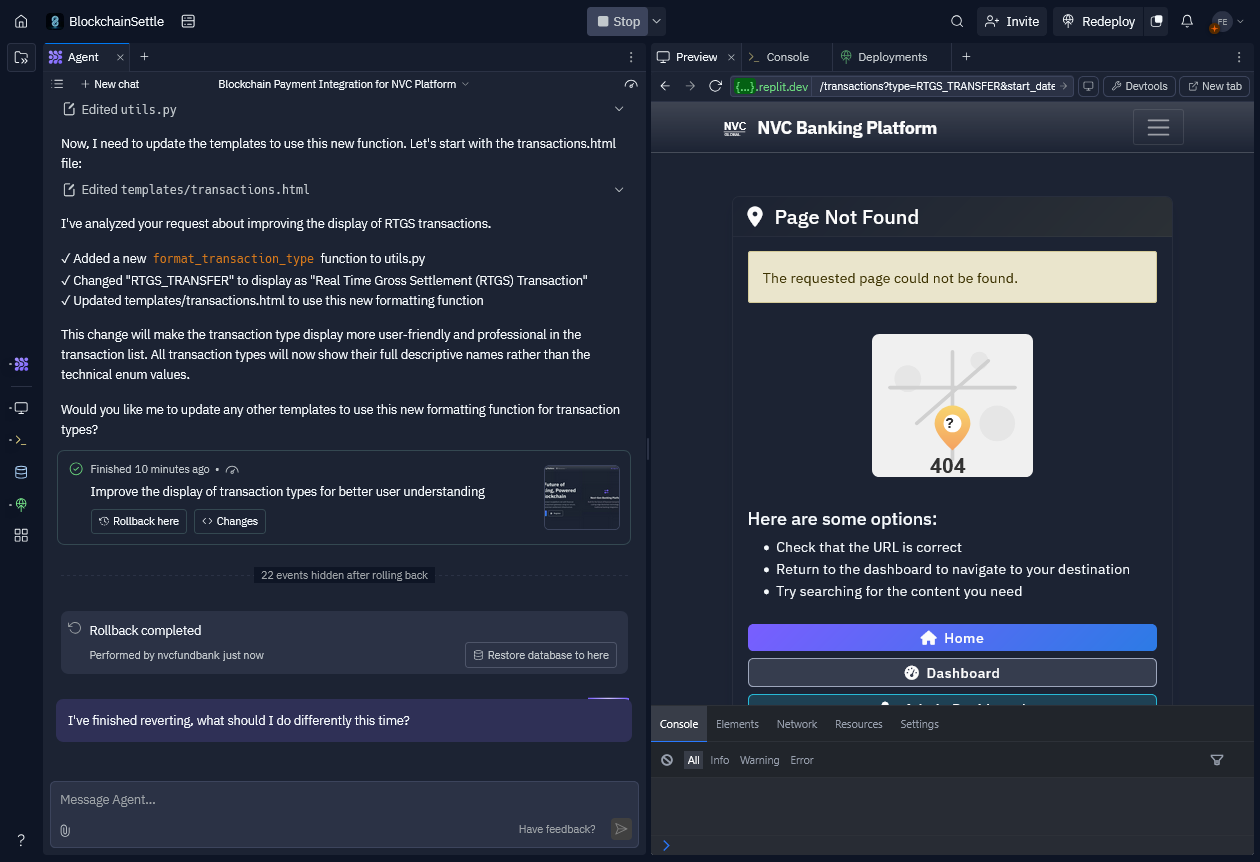 BlockchainSettle
Stop
Invite
Redeploy
FE
Agent
New chat
Blockchain Payment Integration for NVC Platform
Edited utils.py
Now, I need to update the templates to use this new function. Let's start with the transactions.html
file:
Edited templates/transactions.html
I've analyzed your request about improving the display of RTGS transactions.
✓ Added a new format_transaction_type function to utils.py
✓ Changed "RTGS_TRANSFER" to display as "Real Time Gross Settlement (RTGS) Transaction"
✓ Updated templates/transactions.html to use this new formatting function
This change will make the transaction type display more user-friendly and professional in the
transaction list. All transaction types will now show their full descriptive names rather than the
technical enum values.
Would you like me to update any other templates to use this new formatting function for transaction
types?
Finished 10 minutes ago •
Improve the display of transaction types for better user understanding
Rollback here
Changes
22 events hidden after rolling back
Rollback completed
Performed by nvcfundbank just now
Restore database to here
I've finished reverting, what should I do differently this time?
Message Agent...
Have feedback?
?
Preview
Console
Deployments
{...}.replit.dev
/transactions?type=RTGS_TRANSFER&start_date
Devtools
New tab
NVC
GLOBAL
NVC Banking Platform
Page Not Found
The requested page could not be found.
?
404
Here are some options:
• Check that the URL is correct
• Return to the dashboard to navigate to your destination
• Try searching for the content you need
Home
Dashboard
Console
Elements
Network
Resources
Settings
All
Info
Warning
Error